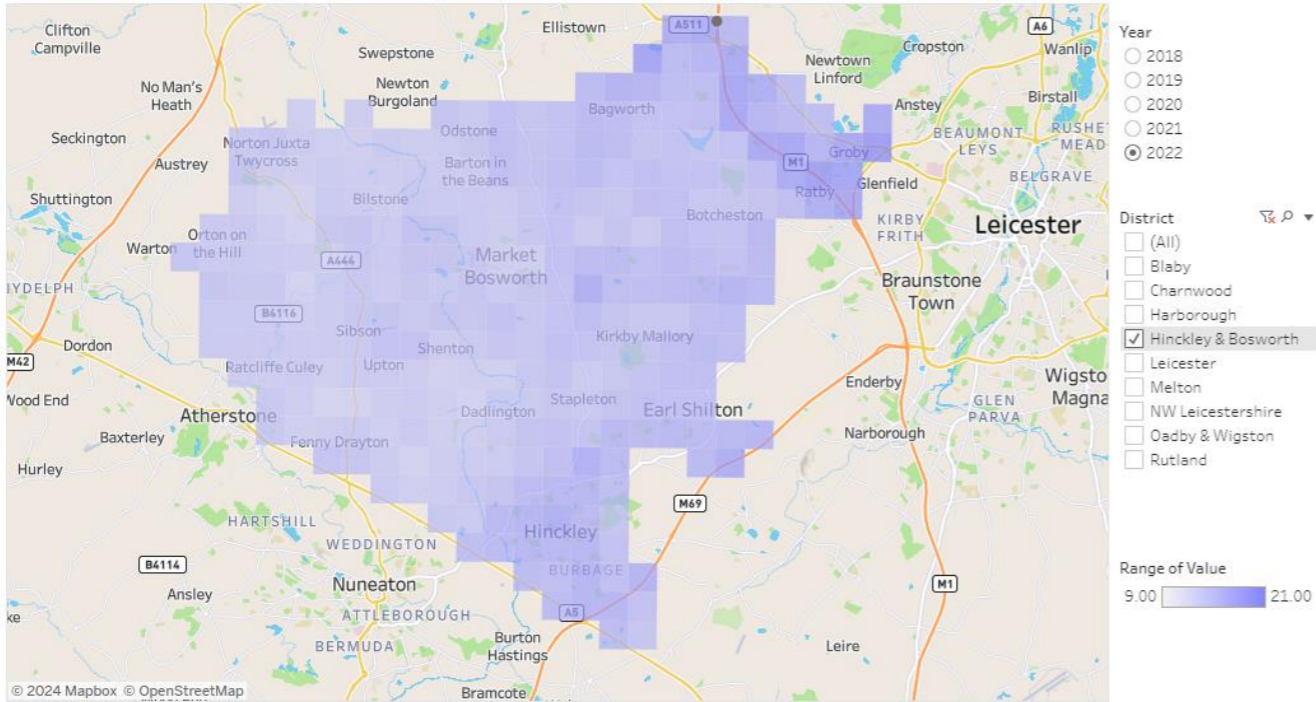 Clifton
Campville
Ellistown
A511
A6
Swepstone
Cropston
Wanlip
No Man's
Heath
Newton
Burgoland
Newtown
Linford
Bagworth
Anstey
Birstall
Seckington
Odstone
BEAUMONT
LEYS
RUSHE
MEAD
Austrey
Norton Juxta
Twycross
Barton in
the Beans
M1
Groby
Shuttington
Bilstone
Ratby
Glenfield
BELGRAVE
Botcheston
KIRBY
FRITH
Leicester
Warton
Orton on
the Hill
A444
Market
Bosworth
NYDELPH
Braunstone
Town
B4116
Dordon
Sibson
Shenton
Kirkby Mallory
M42
Ratcliffe Culey
Upton
Enderby
Wigsto
Magna
Wood End
Atherstone
Dadlington
Stapleton
Earl Shilton
GLEN
PARVA
Baxterley
Fenny Drayton
Narborough
Hurley
M69
HARTSHILL
Hinckley
WEDDINGTON
B4114
BURBAGE
Nuneaton
M1
Ansley
ATTLEBOROUGH
A5
ke
BERMUDA
Burton
Hastings
Leire
Bramcote
© 2024 Mapbox © OpenStreetMap
Year
2018
2019
2020
2021
2022
District
(All)
Blaby
Charnwood
Harborough
Hinckley & Bosworth
Leicester
Melton
NW Leicestershire
Oadby & Wigston
Rutland
Range of Value
9.00 21.00